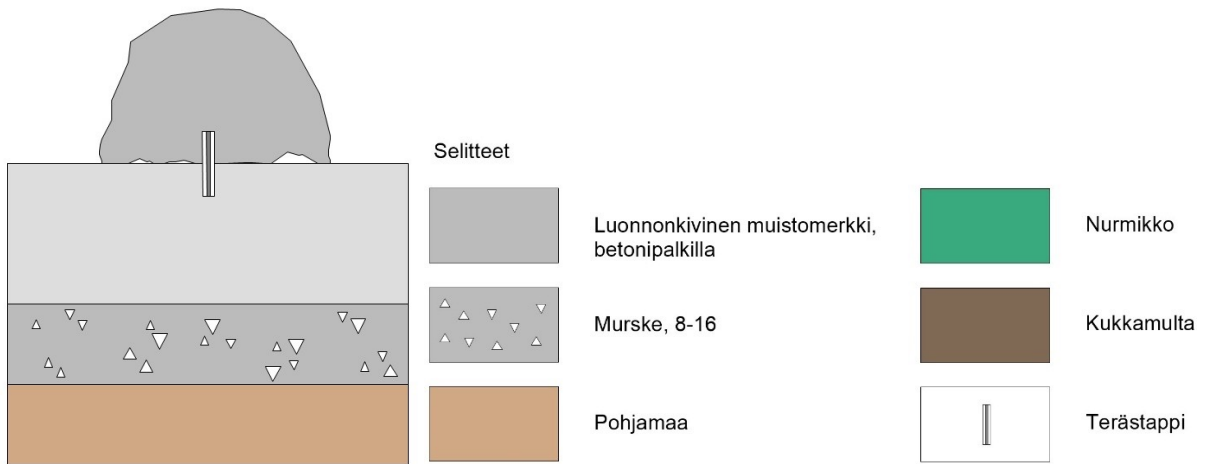 Selitteet
Luonnonkivinen muistomerkki,
betonipalkilla
Murske, 8-16
Pohjamaa
Nurmikko
Kukkamulta
Terästappi